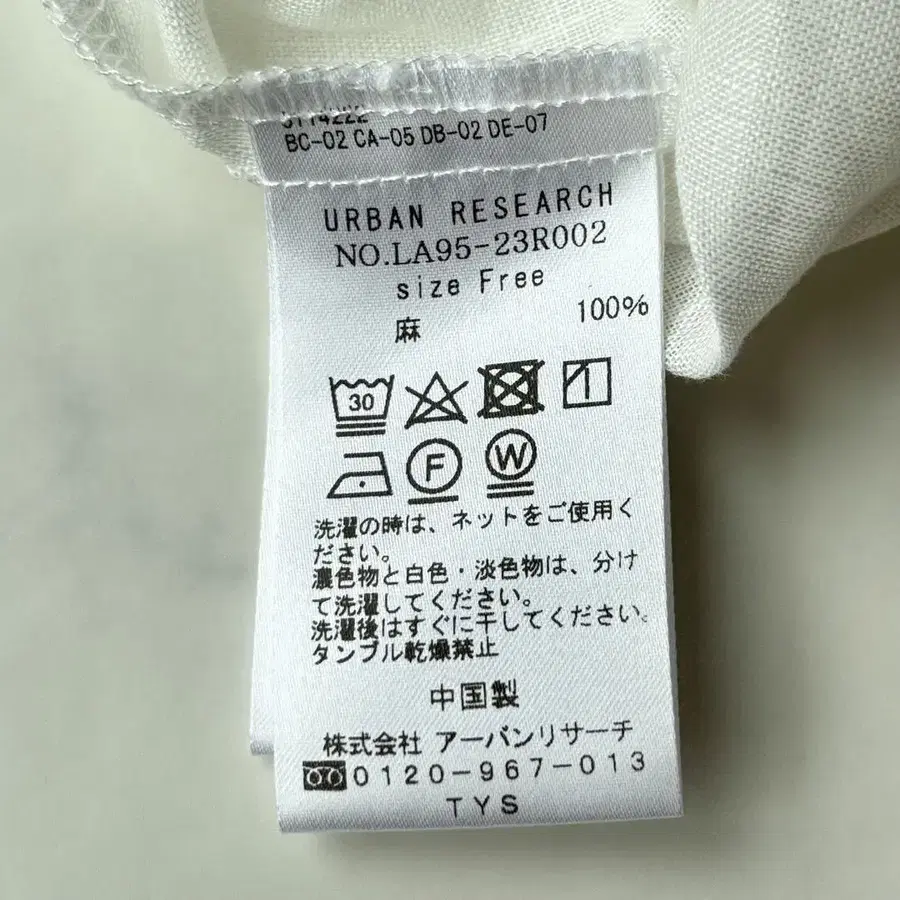 BC-02 CA-05 DB-02 DE-07
URBAN RESEARCH
NO.LA95-23R002
size Free
麻 100%
30
F W
洗濯の時は、ネットをご使用く
ださい。
濃色物と白色・淡色物は、分け
て洗濯してください。
洗濯後はすぐに干してください。
タンブル乾燥禁止
中国製
株式会社 アーバンリサーチ
0120-967-013
TYS